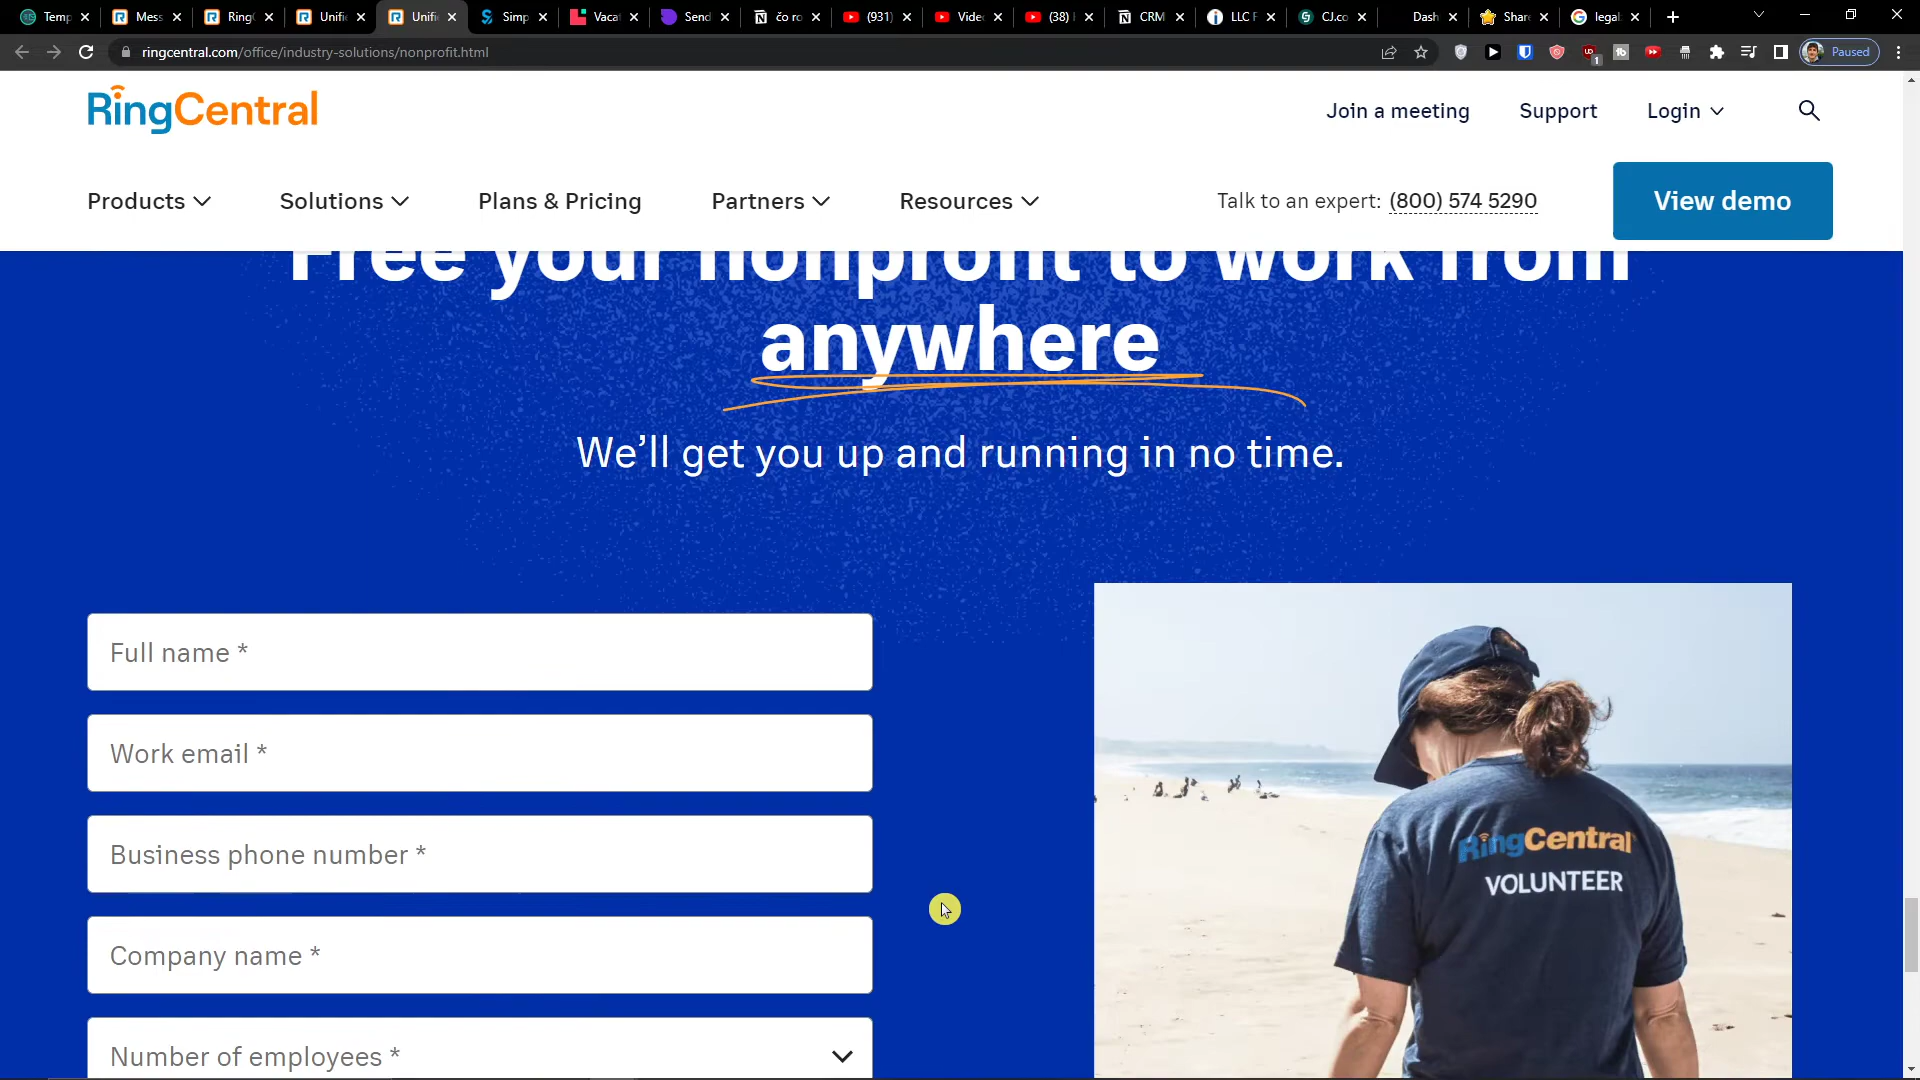 Temp
Mess
Ring
Unifi
Unifi
Simp
Vacat
Send
čo ro
(931)
Video
(38)
CRM
LLC F
CJ.co
Dash
Share
legal
ringcentral.com/office/industry-solutions/nonprofit.html
Paused
RingCentral
Join a meeting
Support
Login
Products
Solutions
Plans & Pricing
Partners
Resources
Talk to an expert: (800) 574 5290
View demo
Free your nonprofit to work from
anywhere
We’ll get you up and running in no time.
Full name *
Work email *
Business phone number *
Company name *
Number of employees *
RingCentral
VOLUNTEER